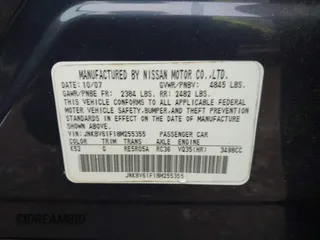 MANUFACTURED BY NISSAN MOTOR CO.,LTD.
DATE: 10/07 GVWR/PNBV: 4845 LBS.
GAWR/PNBE FR: 2384 LBS. RR: 2482 LBS.
THIS VEHICLE CONFORMS TO ALL APPLICABLE FEDERAL
MOTOR VEHICLE SAFETY, BUMPER, AND THEFT
PREVENTION STANDARDS IN EFFECT ON THE DATE OF
MANUFACTURE SHOWN ABOVE.
VIN: JNKBV61F18M255355 PASSENGER CAR
COLOR TRIM TRANS AXLE ENGINE
K52 G RE5R05A RC36 VQ35(HR) 3498CC
JNKBV61F18M255355
© iDREAMBID